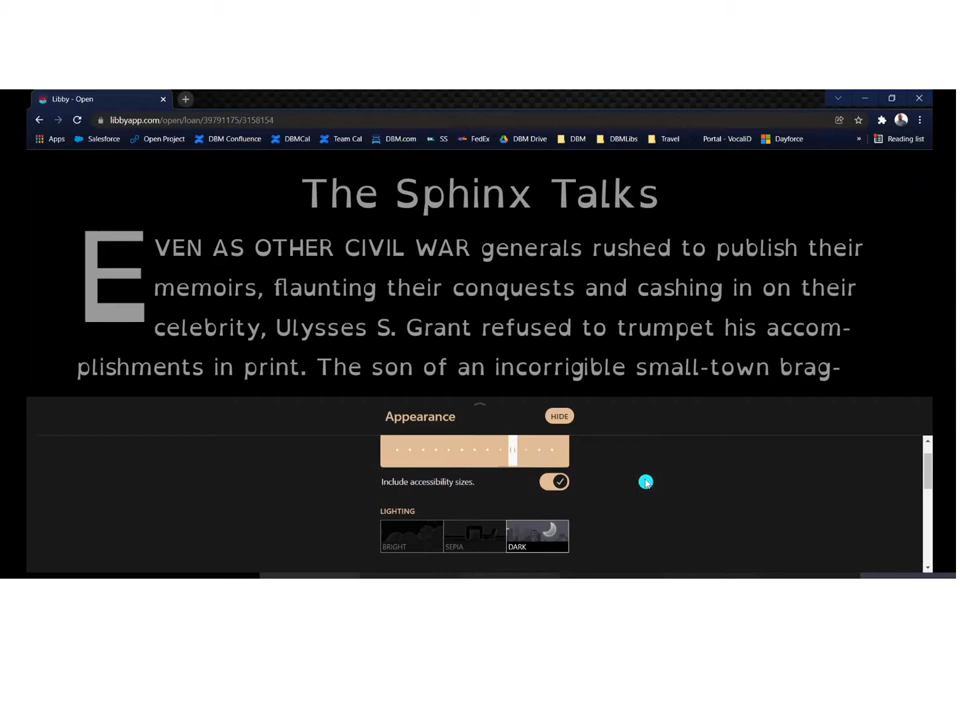 Libby - Open
libbyapp.com/open/loan/39791175/3158154
Apps Salesforce Open Project DBM Confluence DBMCal Team Cal DBM.com SS FedEx DBM Drive DBM DBMLibs Travel Portal - VocaliD Dayforce » Reading list
The Sphinx Talks
EVEN AS OTHER CIVIL WAR generals rushed to publish their
memoirs, flaunting their conquests and cashing in on their
celebrity, Ulysses S. Grant refused to trumpet his accom-
plishments in print. The son of an incorrigible small-town brag-
Appearance HIDE
Include accessibility sizes.
LIGHTING
BRIGHT SEPIA DARK